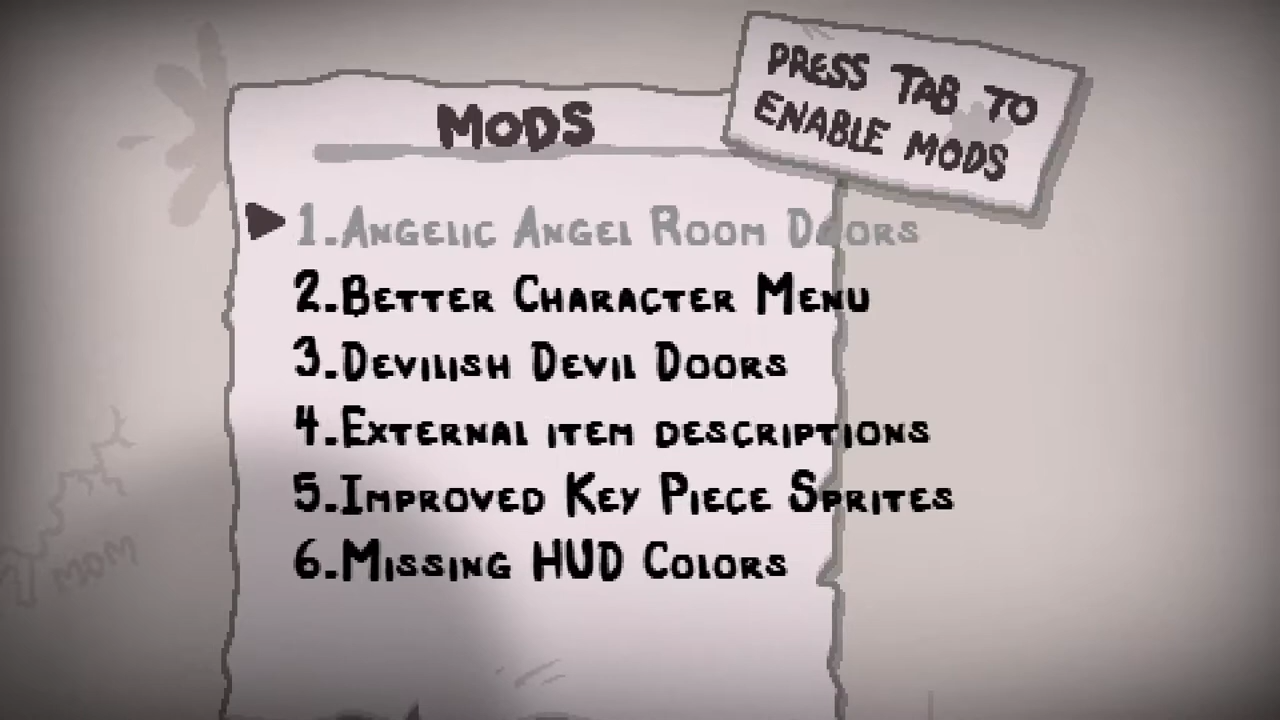 PRESS TAB TO
ENABLE MODS
MODS
1.Angelic Angel Room Doors
2.Better Character Menu
3.Devilish Devil Doors
4.External item descriptions
5.Improved Key Piece Sprites
6.Missing HUD Colors
MOM